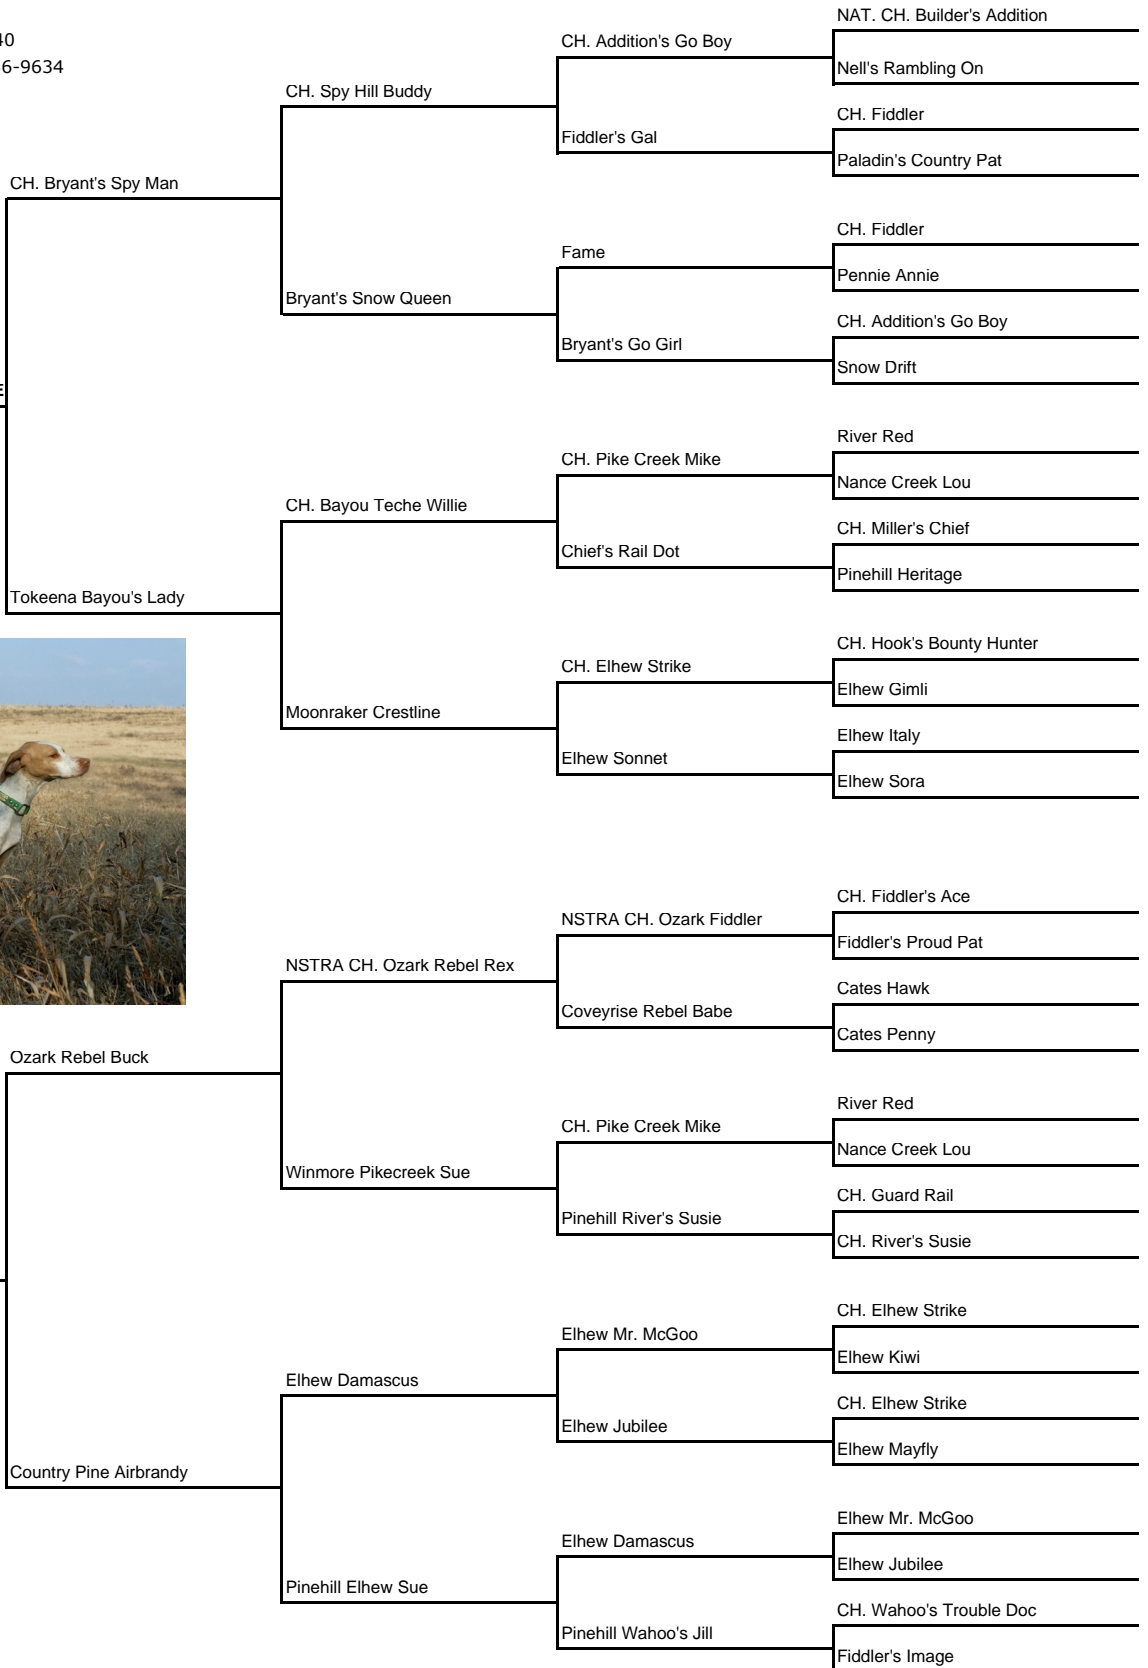 40
6-9634
NAT. CH. Builder's Addition
CH. Addition's Go Boy
Nell's Rambling On
CH. Spy Hill Buddy
CH. Fiddler
Fiddler's Gal
Paladin's Country Pat
CH. Bryant's Spy Man
CH. Fiddler
Fame
Pennie Annie
Bryant's Snow Queen
CH. Addition's Go Boy
Bryant's Go Girl
Snow Drift
E
River Red
CH. Pike Creek Mike
Nance Creek Lou
CH. Bayou Teche Willie
CH. Miller's Chief
Chief's Rail Dot
Pinehill Heritage
Tokeena Bayou's Lady
CH. Hook's Bounty Hunter
CH. Elhew Strike
Elhew Gimli
Moonraker Crestline
Elhew Italy
Elhew Sonnet
Elhew Sora
CH. Fiddler's Ace
NSTRA CH. Ozark Fiddler
Fiddler's Proud Pat
NSTRA CH. Ozark Rebel Rex
Cates Hawk
Coveyrise Rebel Babe
Cates Penny
Ozark Rebel Buck
River Red
CH. Pike Creek Mike
Nance Creek Lou
Winmore Pikecreek Sue
CH. Guard Rail
Pinehill River's Susie
CH. River's Susie
CH. Elhew Strike
Elhew Mr. McGoo
Elhew Kiwi
Elhew Damascus
CH. Elhew Strike
Elhew Jubilee
Elhew Mayfly
Country Pine Airbrandy
Elhew Mr. McGoo
Elhew Damascus
Elhew Jubilee
Pinehill Elhew Sue
CH. Wahoo's Trouble Doc
Pinehill Wahoo's Jill
Fiddler's Image